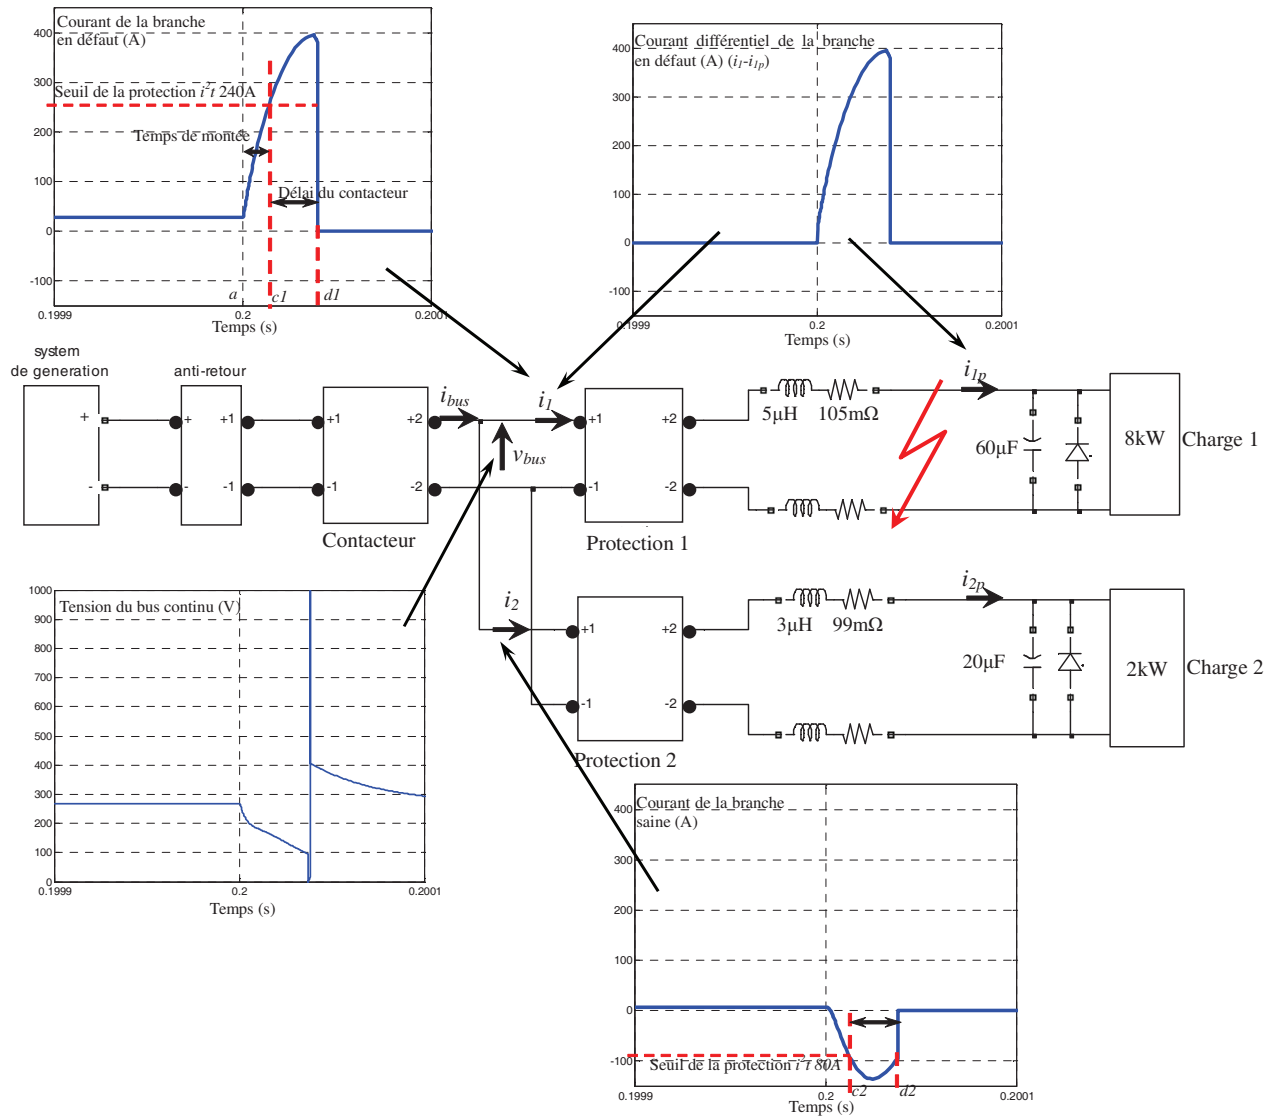 Courant de la branche
en défaut (A)
400
300
Seuil de la protection i²t 240A
200
Temps de montée
100
Délai du contacteur
0
-100
a
c1
d1
0.1999
0.2
0.2001
Temps (s)
Courant différentiel de la branche
en défaut (A) (i1-i1p)
400
300
200
100
0
-100
0.1999
0.2
0.2001
Temps (s)
system
de generation
anti-retour
+
-
+
-
+1
-1
+1
-1
+2
-2
Contacteur
ibus
vbus
i1
+1
-1
+2
-2
Protection 1
5µH
105mΩ
i1p
60µF
8kW
Charge 1
i2
+1
-1
+2
-2
Protection 2
3µH
99mΩ
i2p
20µF
2kW
Charge 2
1000
Tension du bus continu (V)
900
800
700
600
500
400
300
200
100
0
0.1999
0.2
0.2001
Temps (s)
Courant de la branche
saine (A)
400
300
200
100
0
-100
Seuil de la protection i²t 80A
c2
d2
0.1999
0.2
0.2001
Temps (s)